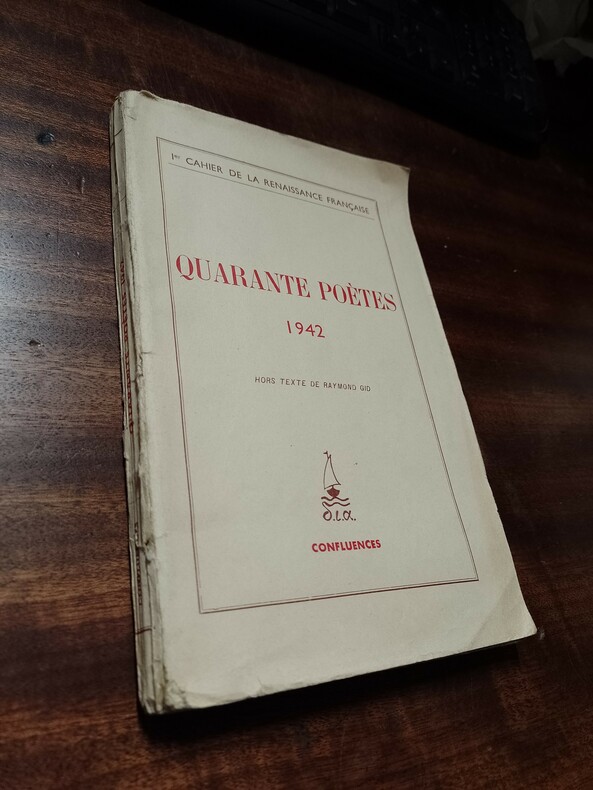 1er CAHIER DE LA RENAISSANCE FRANÇAISE
QUARANTE POÈTES
1942
HORS TEXTE DE RAYMOND GID
δ.ι.α.
CONFLUENCES